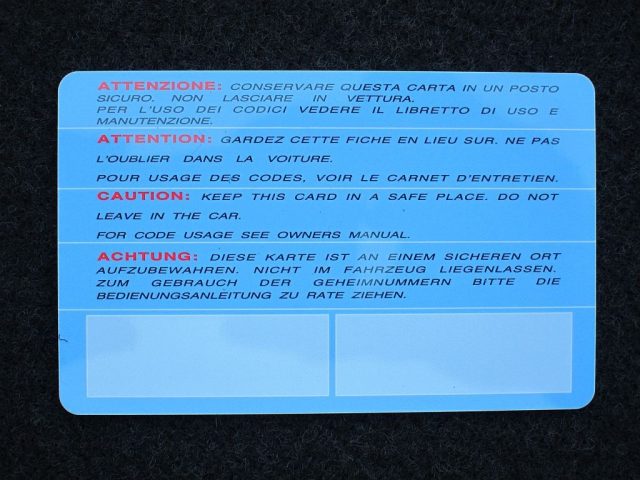 ATTENZIONE: CONSERVARE QUESTA CARTA IN UN POSTO
SICURO. NON LASCIARE IN VETTURA.
PER L'USO DEI CODICI VEDERE IL LIBRETTO DI USO E
MANUTENZIONE.
ATTENTION: GARDEZ CETTE FICHE EN LIEU SUR. NE PAS
L'OUBLIER DANS LA VOITURE.
POUR USAGE DES CODES, VOIR LE CARNET D'ENTRETIEN.
CAUTION: KEEP THIS CARD IN A SAFE PLACE. DO NOT
LEAVE IN THE CAR.
FOR CODE USAGE SEE OWNERS MANUAL.
ACHTUNG: DIESE KARTE IST AN EINEM SICHEREN ORT
AUFZUBEWAHREN. NICHT IM FAHRZEUG LIEGENLASSEN.
ZUM GEBRAUCH DER GEHEIMNUMMERN BITTE DIE
BEDIENUNGSANLEITUNG ZU RATE ZIEHEN.